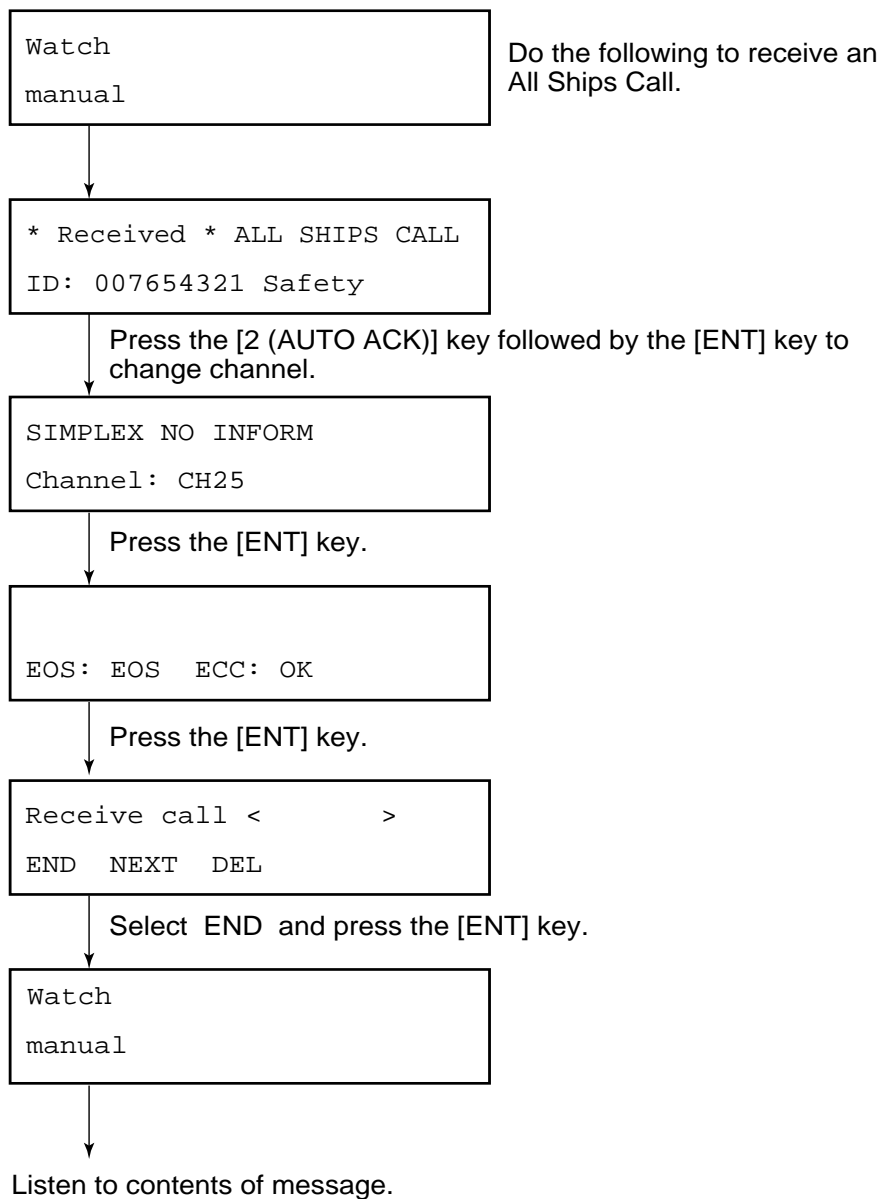 Watch
manual
Do the following to receive an
All Ships Call.
* Received * ALL SHIPS CALL
ID: 007654321 Safety
Press the [2 (AUTO ACK)] key followed by the [ENT] key to
change channel.
SIMPLEX NO INFORM
Channel: CH25
Press the [ENT] key.
EOS: EOS ECC: OK
Press the [ENT] key.
Receive call < >
END NEXT DEL
Select END and press the [ENT] key.
Watch
manual
Listen to contents of message.